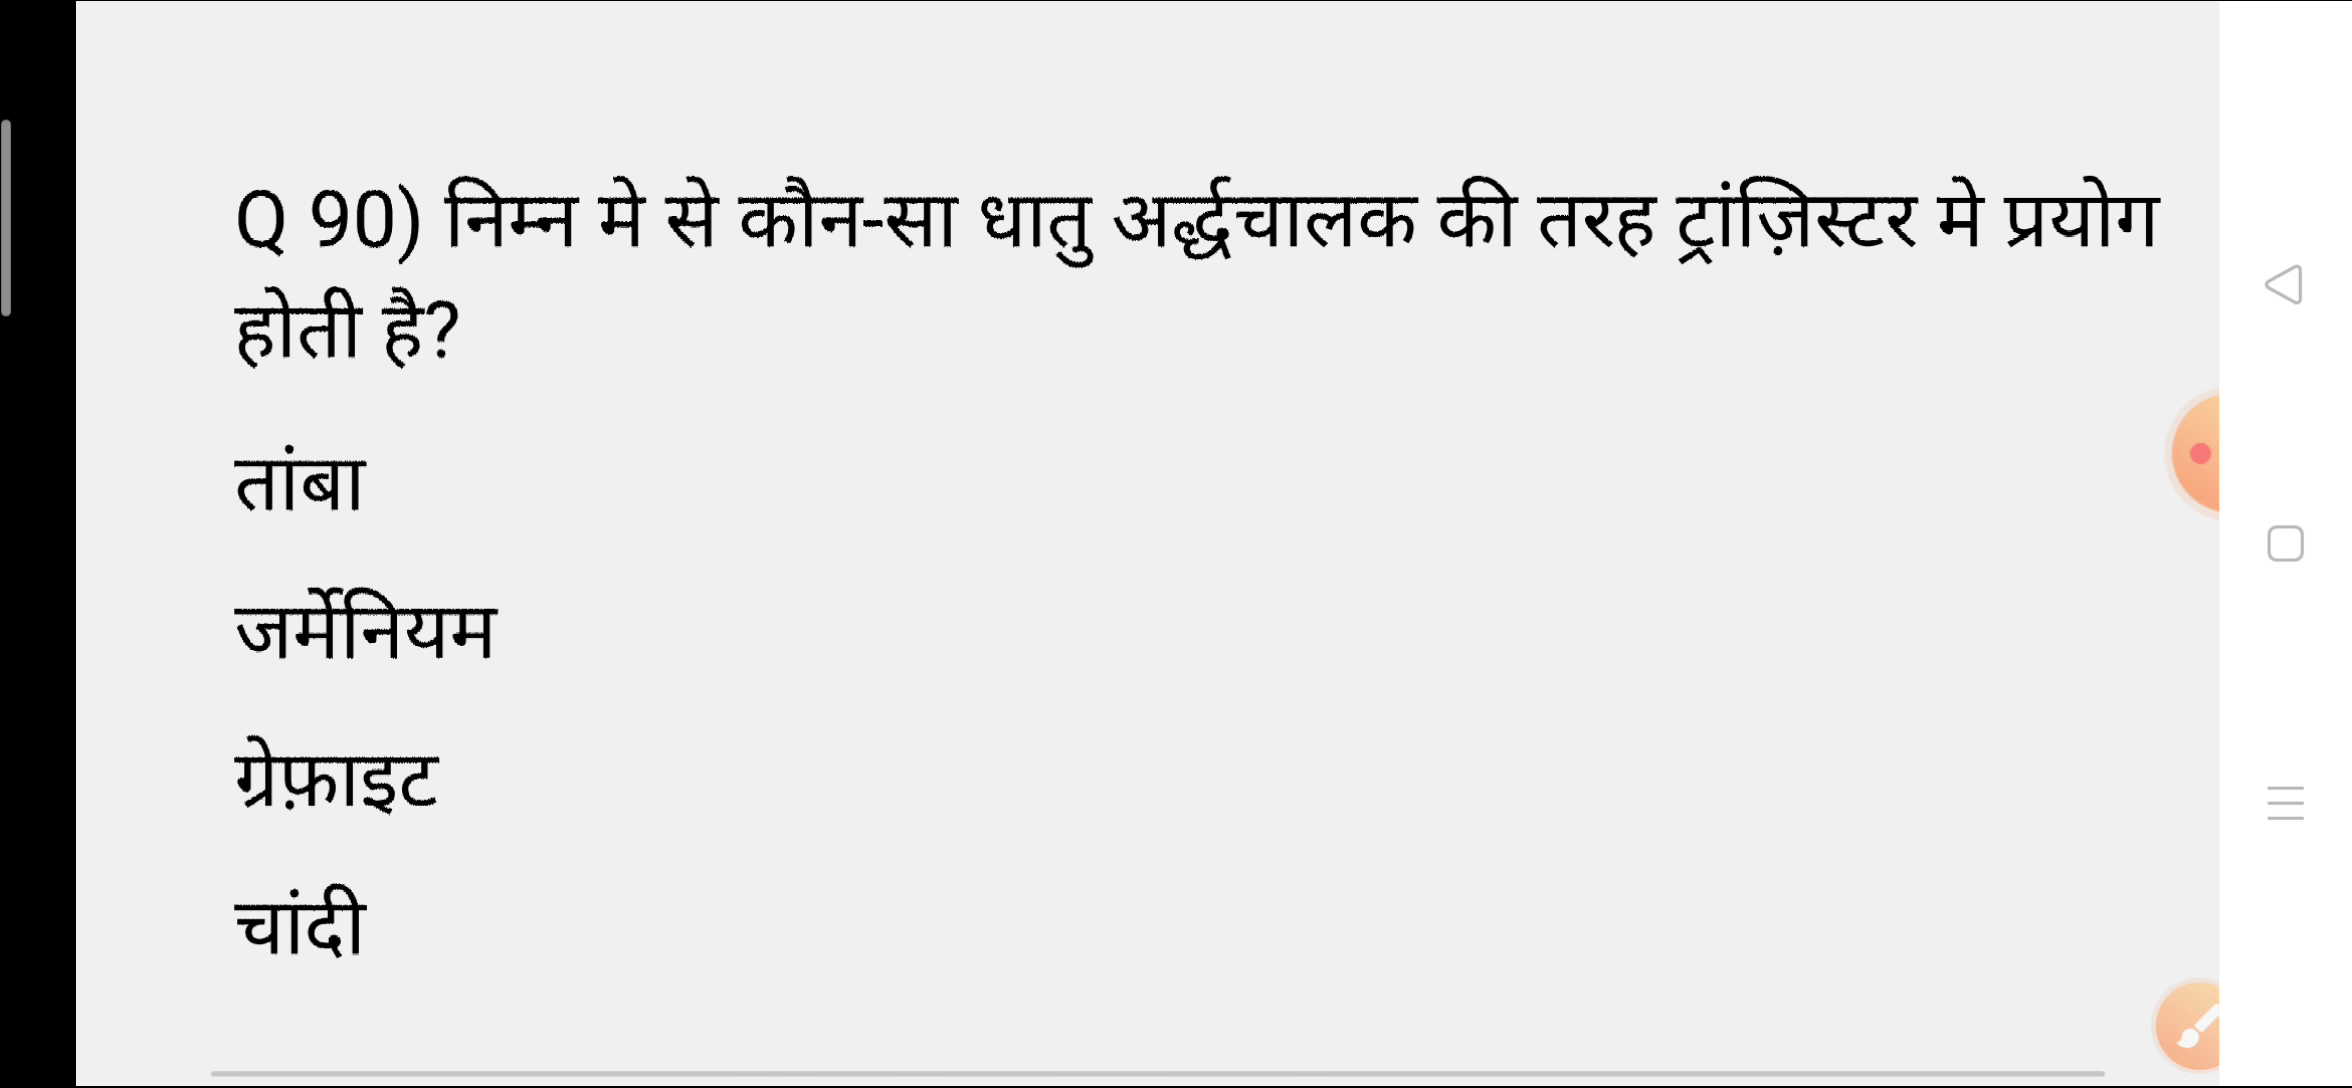 Q 90) निम्न मे से कौन-सा धातु अर्द्धचालक की तरह ट्रांज़िस्टर मे प्रयोग
होती है?
तांबा
जर्मेनियम
ग्रेफ़ाइट
चांदी